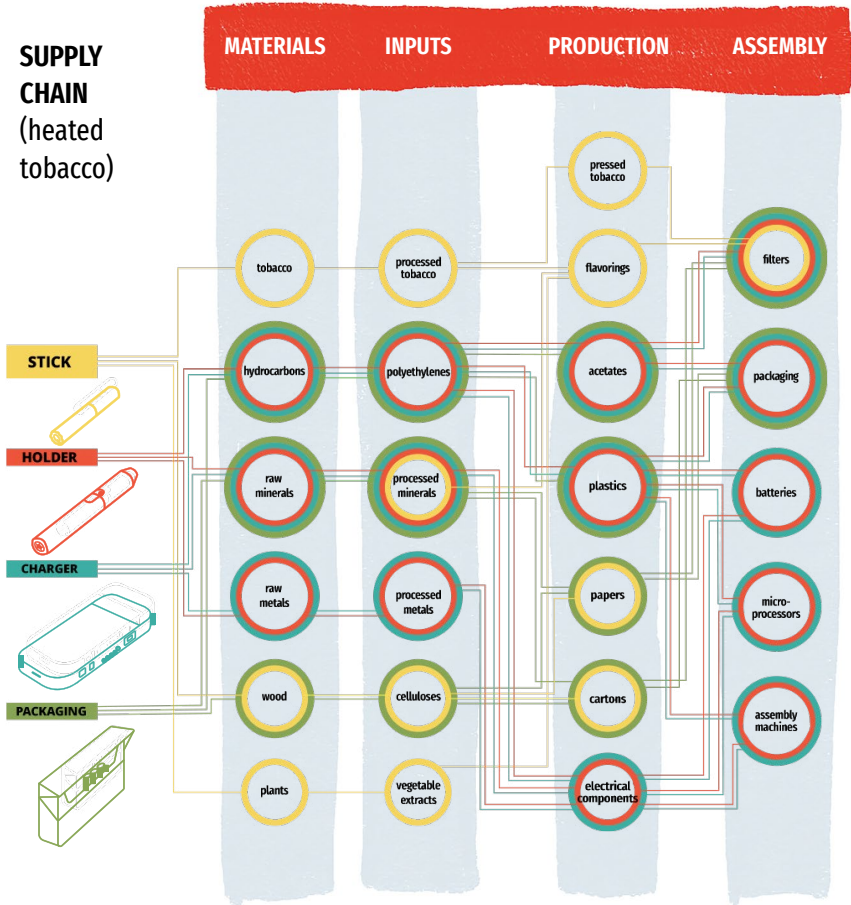 SUPPLY
CHAIN
(heated
tobacco)
MATERIALS
INPUTS
PRODUCTION
ASSEMBLY
STICK
HOLDER
CHARGER
PACKAGING
tobacco
hydrocarbons
raw
minerals
raw
metals
wood
plants
processed
tobacco
polyethylenes
processed
minerals
processed
metals
celluloses
vegetable
extracts
pressed
tobacco
flavorings
acetates
plastics
papers
cartons
electrical
components
filters
packaging
batteries
micro-
processors
assembly
machines